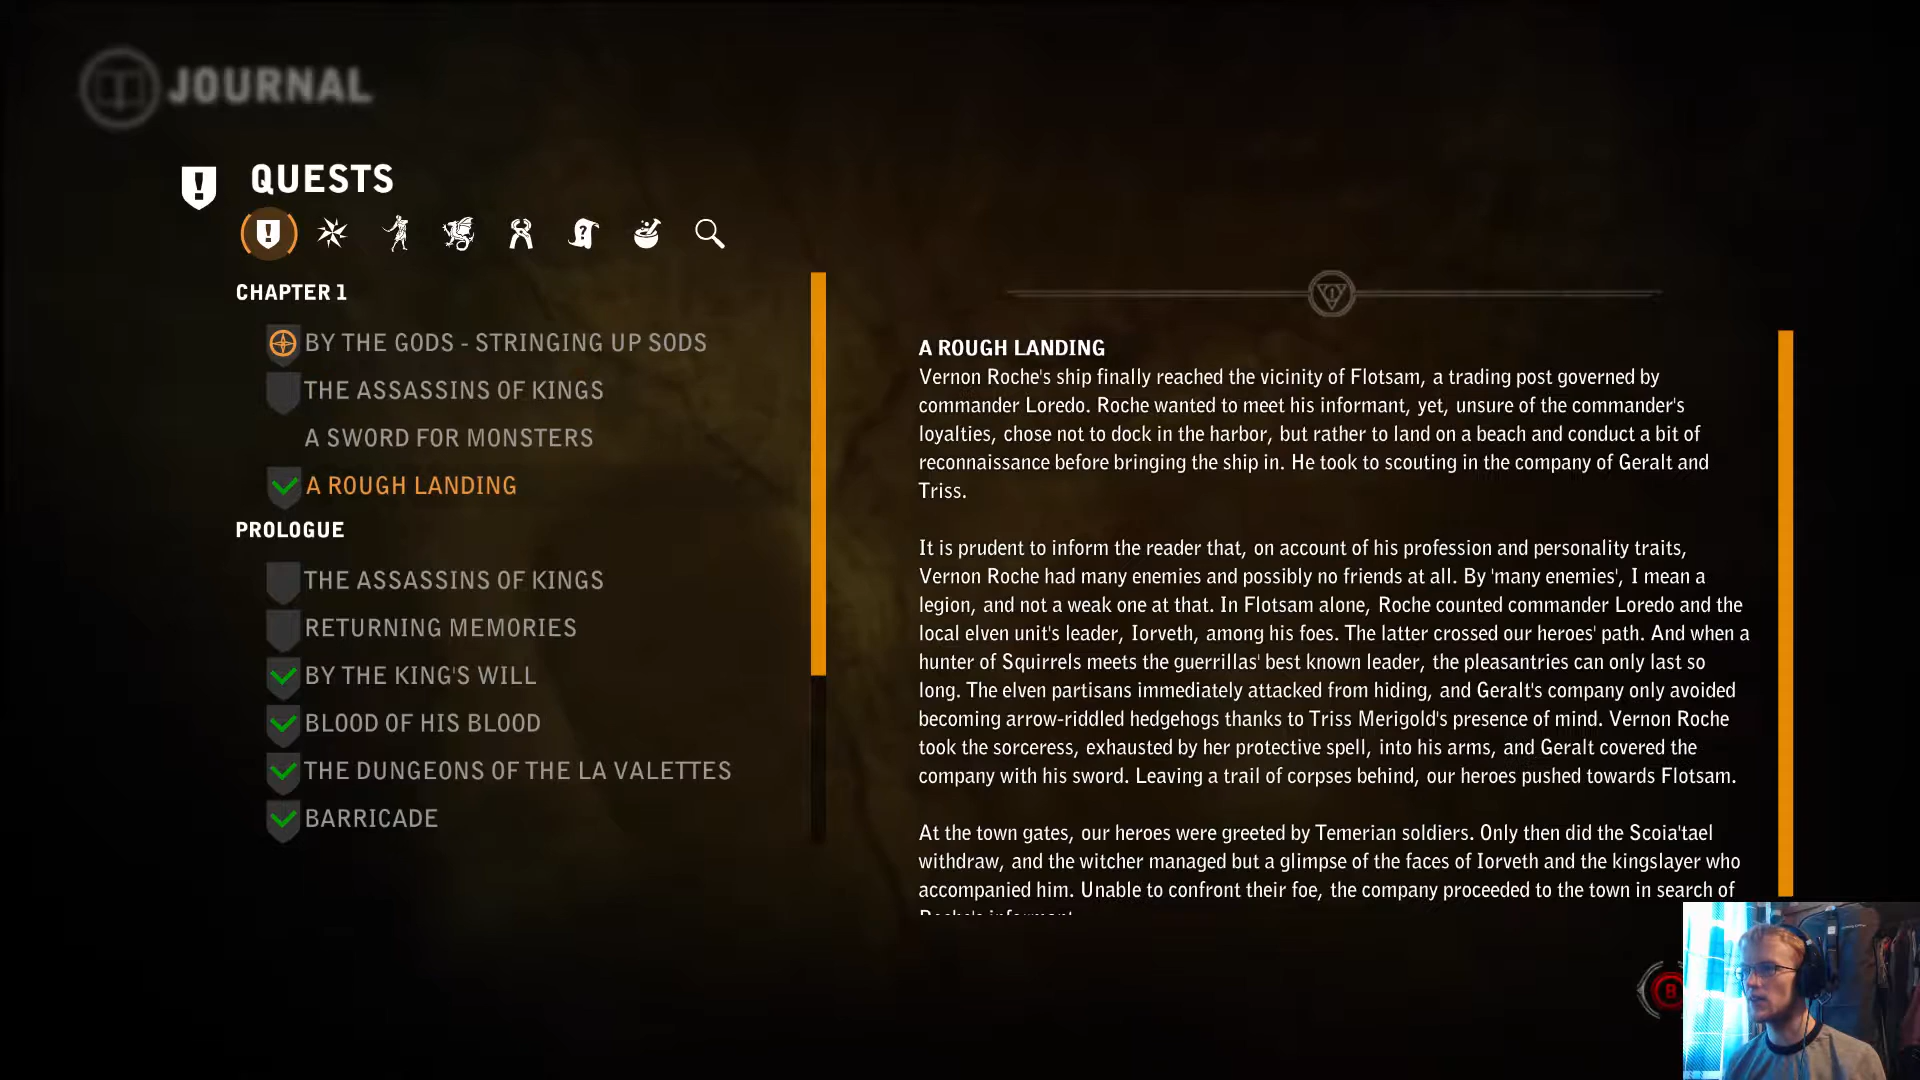 JOURNAL
QUESTS
CHAPTER 1
BY THE GODS - STRINGING UP SODS
THE ASSASSINS OF KINGS
A SWORD FOR MONSTERS
A ROUGH LANDING
PROLOGUE
THE ASSASSINS OF KINGS
RETURNING MEMORIES
BY THE KING'S WILL
BLOOD OF HIS BLOOD
THE DUNGEONS OF THE LA VALETTES
BARRICADE
A ROUGH LANDING
Vernon Roche's ship finally reached the vicinity of Flotsam, a trading post governed by
commander Loredo. Roche wanted to meet his informant, yet, unsure of the commander's
loyalties, chose not to dock in the harbor, but rather to land on a beach and conduct a bit of
reconnaissance before bringing the ship in. He took to scouting in the company of Geralt and
Triss.
It is prudent to inform the reader that, on account of his profession and personality traits,
Vernon Roche had many enemies and possibly no friends at all. By 'many enemies', I mean a
legion, and not a weak one at that. In Flotsam alone, Roche counted commander Loredo and the
local elven unit's leader, Iorveth, among his foes. The latter crossed our heroes' path. And when a
hunter of Squirrels meets the guerrillas' best known leader, the pleasantries can only last so
long. The elven partisans immediately attacked from hiding, and Geralt's company only avoided
becoming arrow-riddled hedgehogs thanks to Triss Merigold's presence of mind. Vernon Roche
took the sorceress, exhausted by her protective spell, into his arms, and Geralt covered the
company with his sword. Leaving a trail of corpses behind, our heroes pushed towards Flotsam.
At the town gates, our heroes were greeted by Temerian soldiers. Only then did the Scoia'tael
withdraw, and the witcher managed but a glimpse of the faces of Iorveth and the kingslayer who
accompanied him. Unable to confront their foe, the company proceeded to the town in search of
Roche's informant.
B